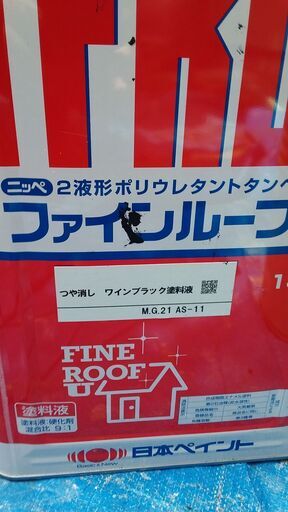 ニッペ 2液形ポリウレタントタン
ファインルーフ
つや消し ワインブラック塗料液
M.G.21 AS-11
FINE
ROOF
U
塗料液
塗料液:硬化剤
混合比 9:1
Basic & New
日本ペイント